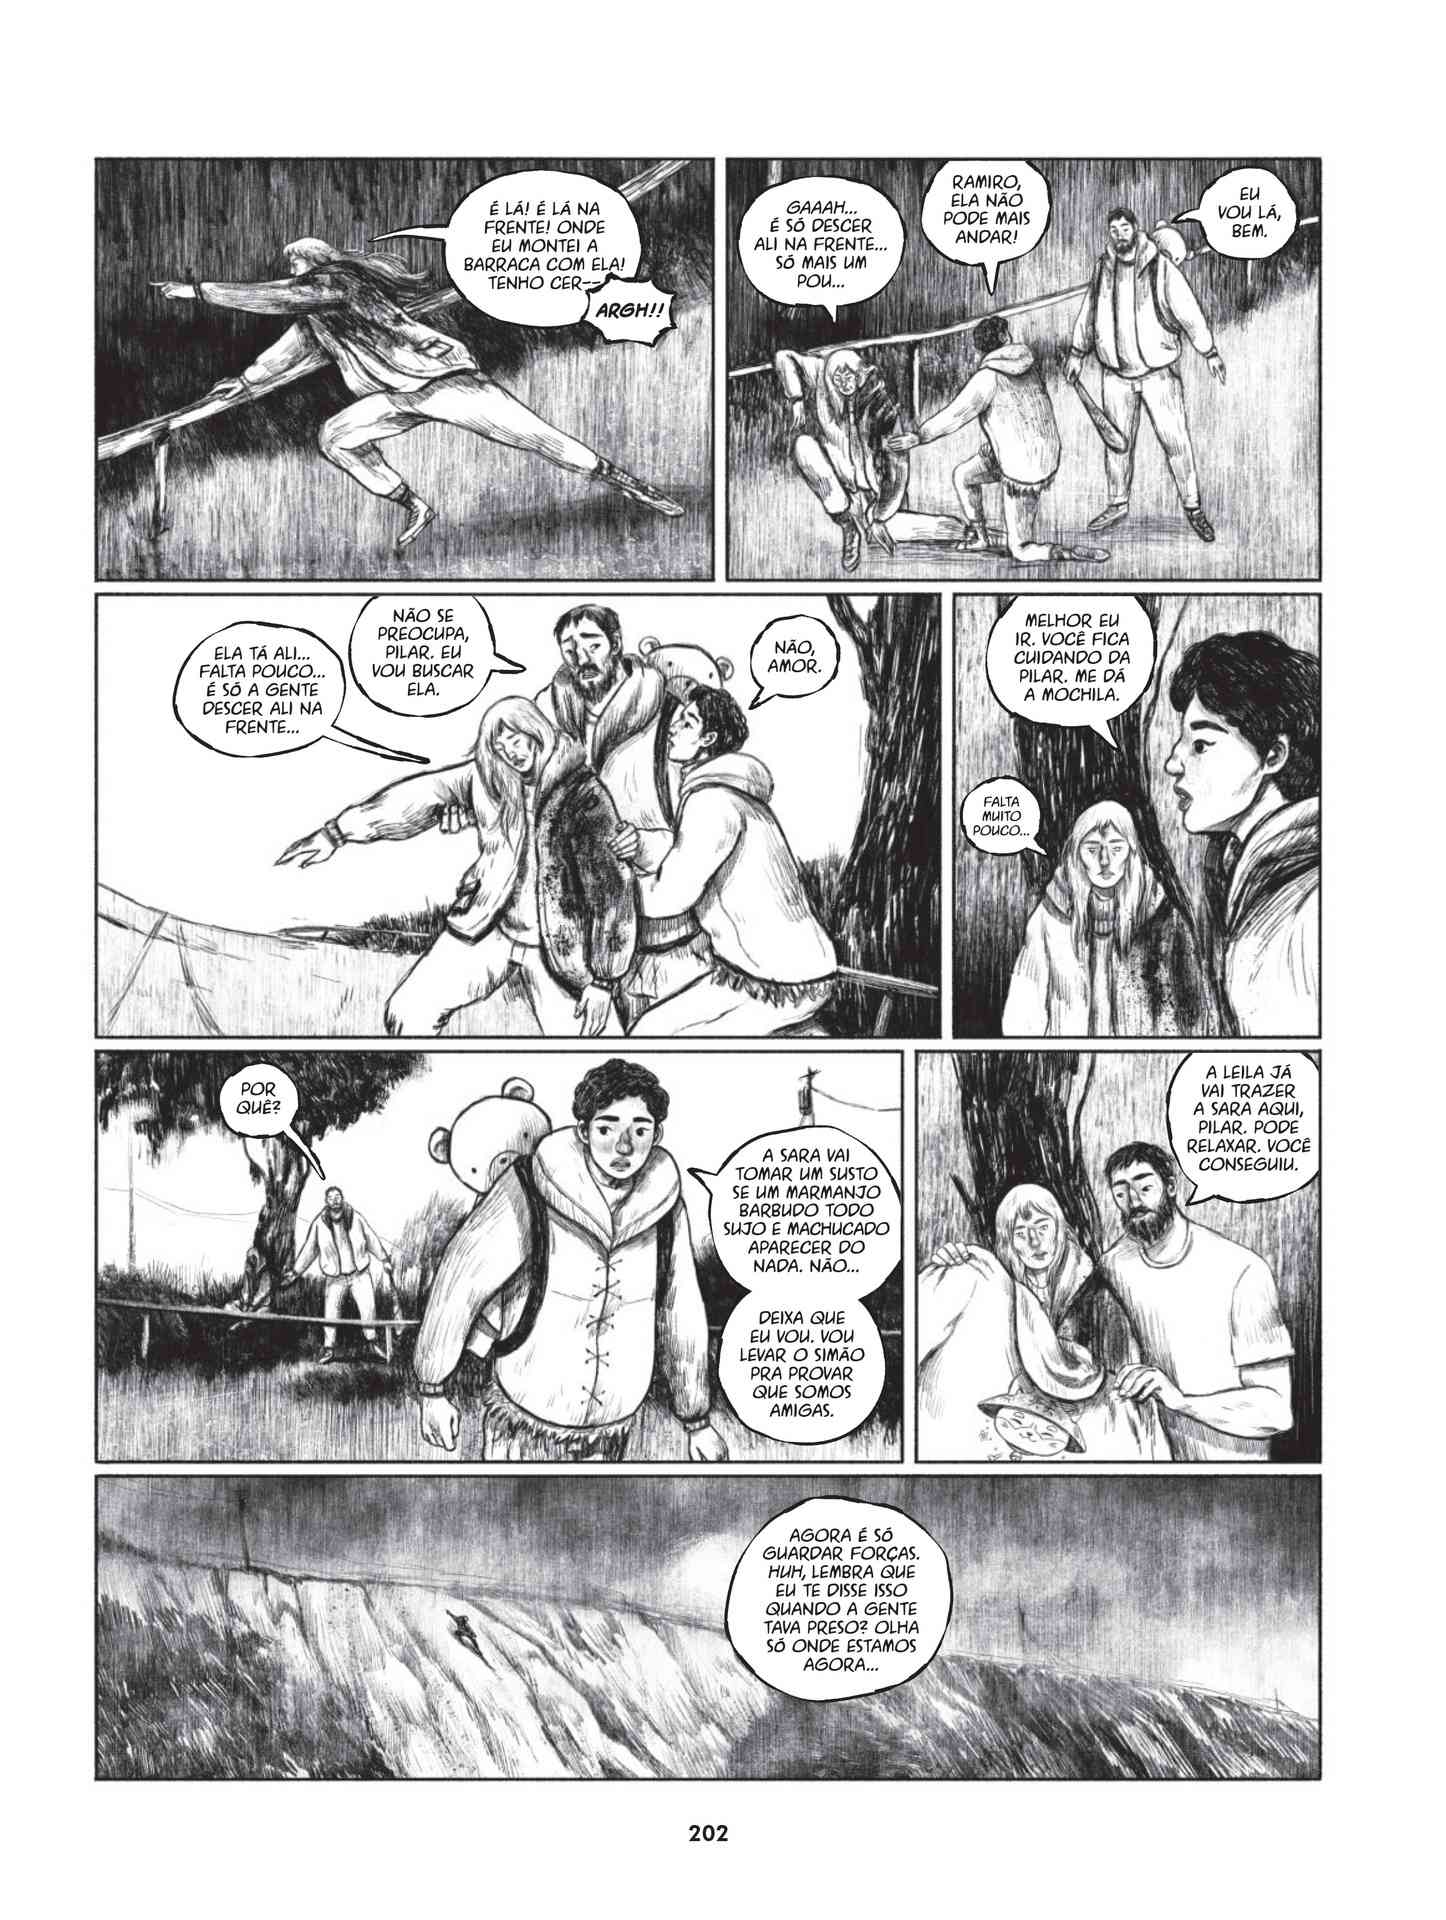 É LÁ! É LÁ NA
FRENTE! ONDE
EU MONTEI A
BARRACA COM ELA!
TENHO CER--
ARGH!!
GAAAH...
É SÓ DESCER
ALI NA FRENTE...
SÓ MAIS UM
POU...
RAMIRO,
ELA NÃO
PODE MAIS
ANDAR!
EU
VOU LÁ,
BEM.
ELA TÁ ALI...
FALTA POUCO...
É SÓ A GENTE
DESCER ALI NA
FRENTE...
NÃO SE
PREOCUPA,
PILAR. EU
VOU BUSCAR
ELA.
NÃO,
AMOR.
MELHOR EU
IR. VOCÊ FICA
CUIDANDO DA
PILAR. ME DÁ
A MOCHILA.
FALTA
MUITO
POUCO...
POR
QUÊ?
A SARA VAI
TOMAR UM SUSTO
SE UM MARMANJO
BARBUDO TODO
SUJO E MACHUCADO
APARECER DO
NADA. NÃO...
DEIXA QUE
EU VOU. VOU
LEVAR O SIMÃO
PRA PROVAR
QUE SOMOS
AMIGAS.
A LEILA JÁ
VAI TRAZER
A SARA AQUI,
PILAR. PODE
RELAXAR. VOCÊ
CONSEGUIU.
AGORA É SÓ
GUARDAR FORÇAS.
HUH, LEMBRA QUE
EU TE DISSE ISSO
QUANDO A GENTE
TAVA PRESO? OLHA
SÓ ONDE ESTAMOS
AGORA...
202